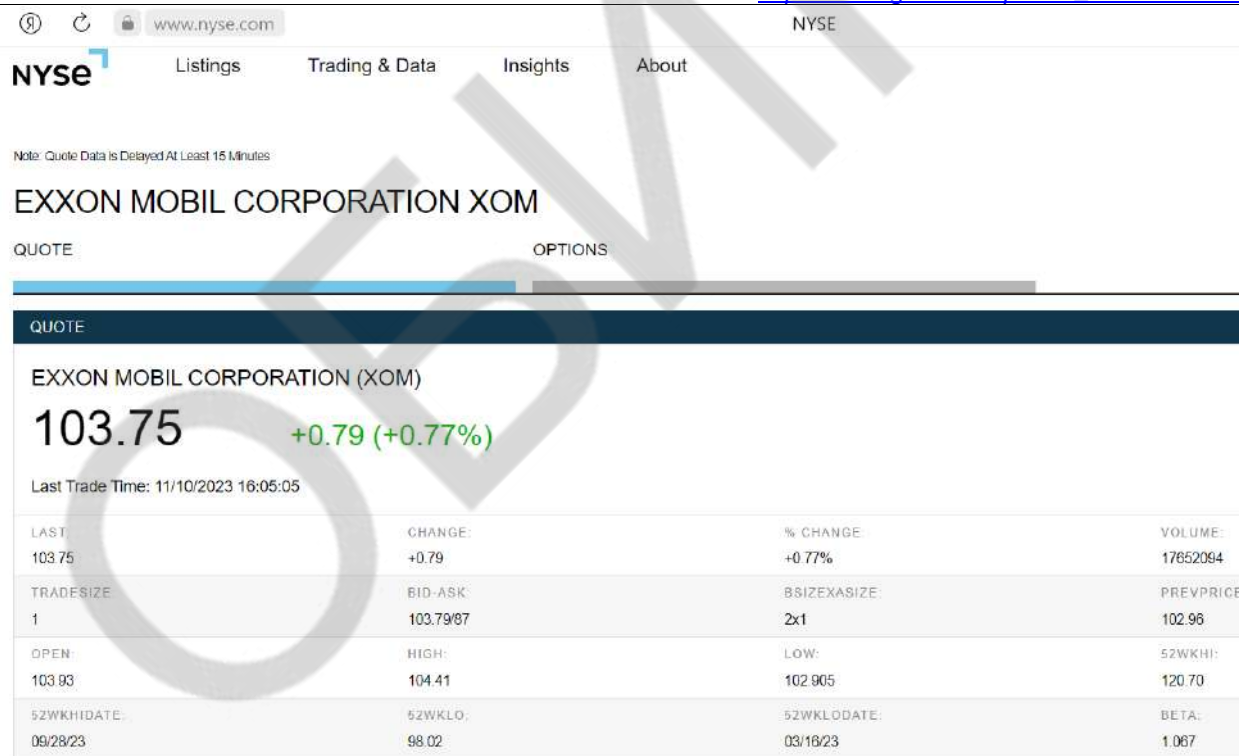 www.nyse.com NYSE
NYSE Listings Trading & Data Insights About
Note: Quote Data Is Delayed At Least 15 Minutes
EXXON MOBIL CORPORATION XOM
QUOTE OPTIONS
QUOTE
EXXON MOBIL CORPORATION (XOM)
103.75 +0.79 (+0.77%)
Last Trade Time: 11/10/2023 16:05:05
LAST: CHANGE: % CHANGE: VOLUME:
103.75 +0.79 +0.77% 17652094
TRADESIZE: BID-ASK: BSIZEXASIZE: PREVPRICE
1 103.79/87 2x1 102.96
OPEN: HIGH: LOW: 52WKHI:
103.93 104.41 102.905 120.70
52WKHIDATE: 52WKLO: 52WKLODATE: BETA:
09/28/23 98.02 03/16/23 1.067